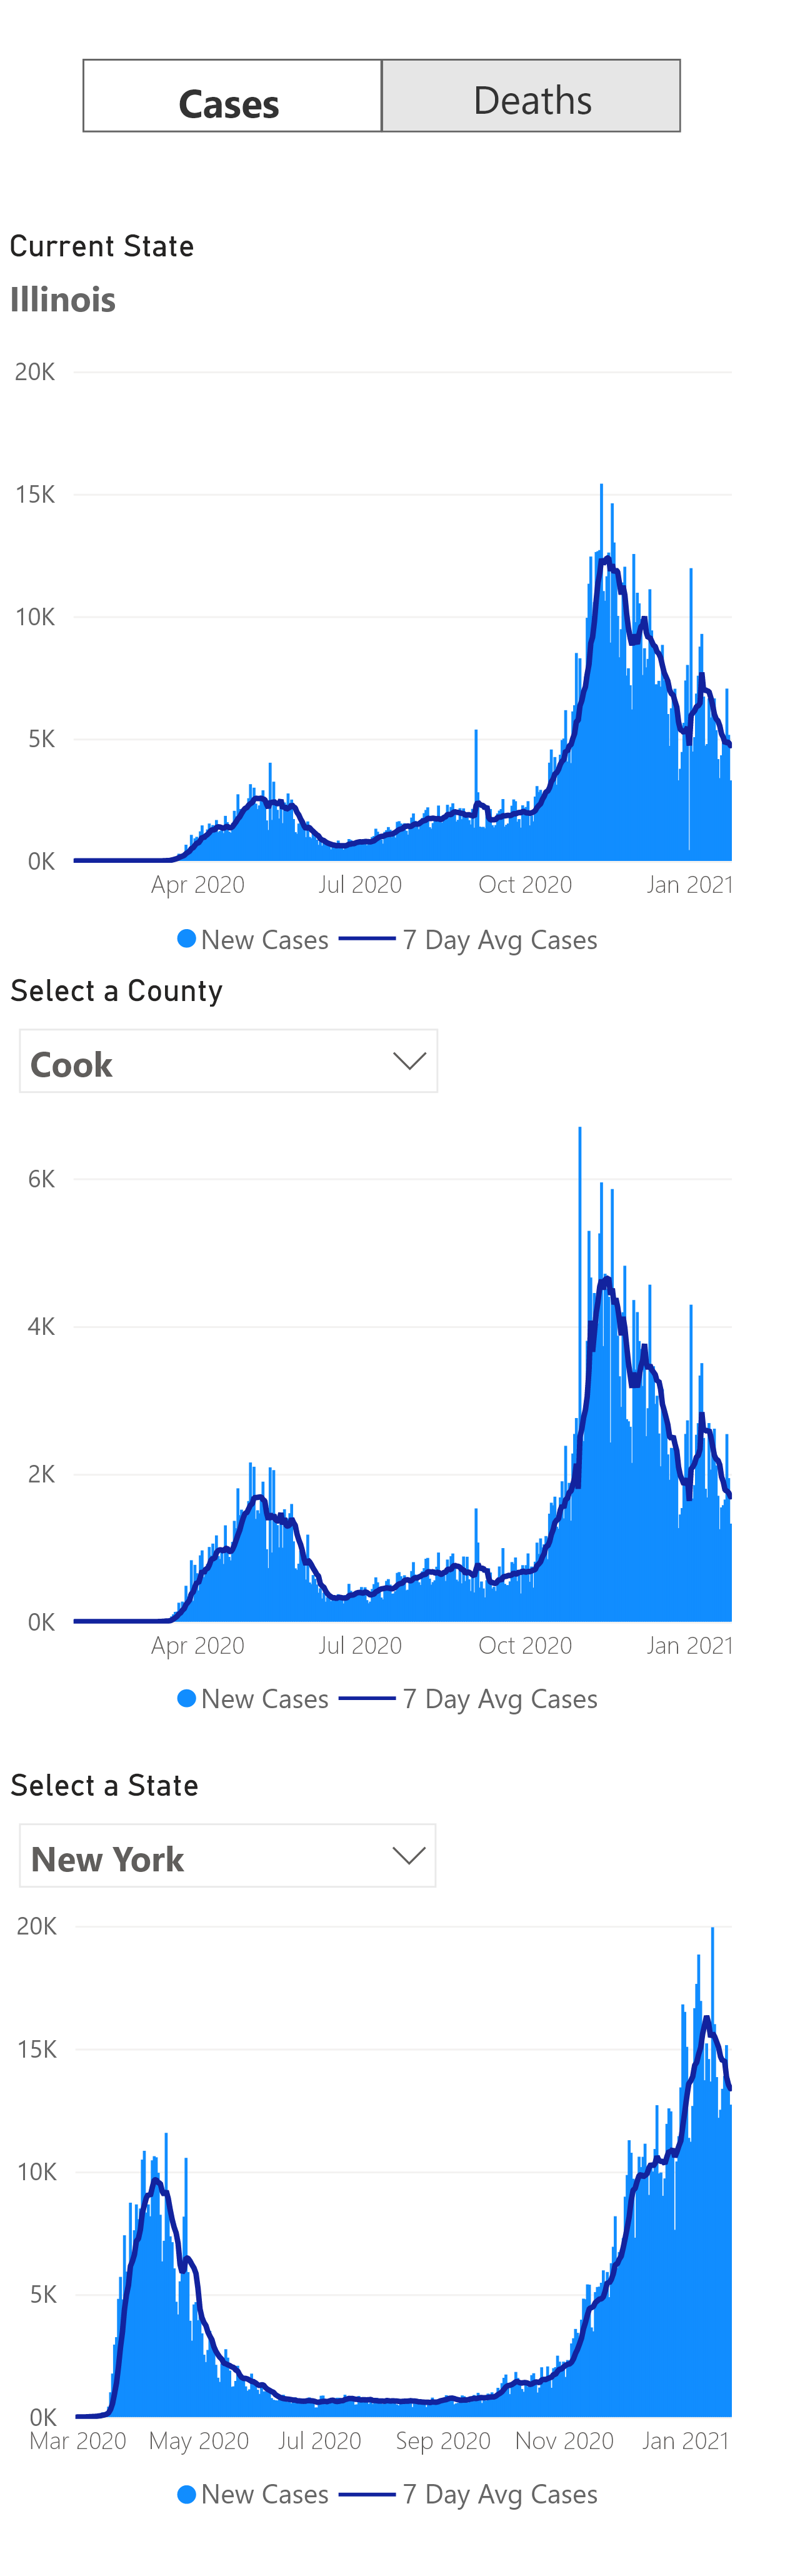 Cases Deaths
Current State
Illinois
20K
15K
10K
5K
0K
Apr 2020 Jul 2020 Oct 2020 Jan 2021
New Cases 7 Day Avg Cases
Select a County
Cook
6K
4K
2K
0K
Apr 2020 Jul 2020 Oct 2020 Jan 2021
New Cases 7 Day Avg Cases
Select a State
New York
20K
15K
10K
5K
0K
Mar 2020 May 2020 Jul 2020 Sep 2020 Nov 2020 Jan 2021
New Cases 7 Day Avg Cases